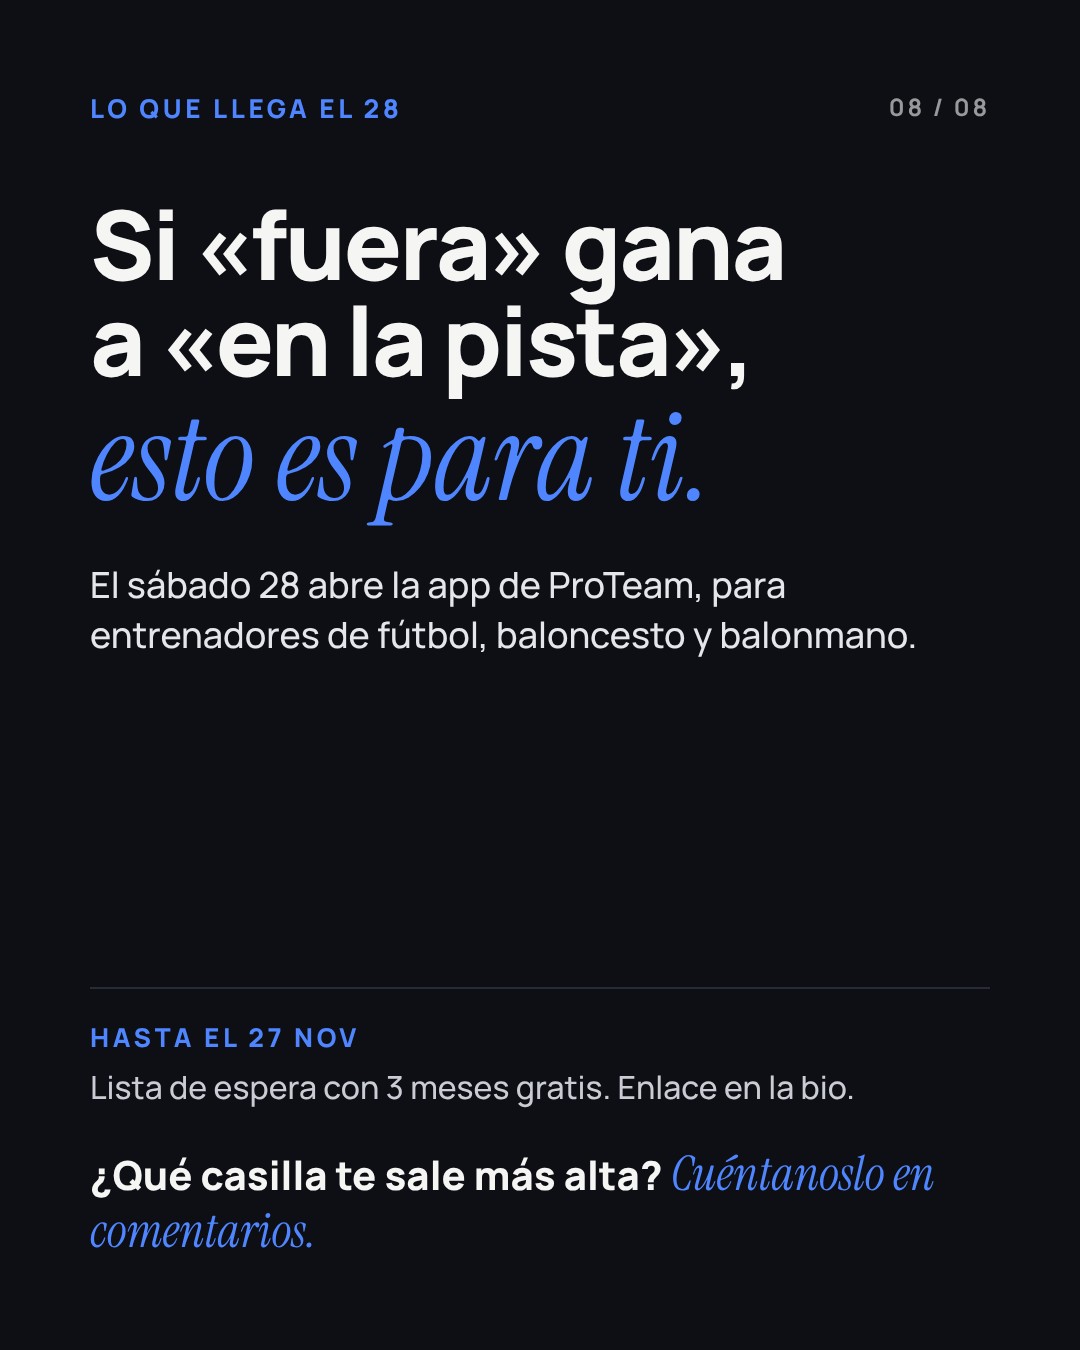 LO QUE LLEGA EL 28
08 / 08
Si «fuera» gana
a «en la pista»,
esto es para ti.
El sábado 28 abre la app de ProTeam, para
entrenadores de fútbol, baloncesto y balonmano.
HASTA EL 27 NOV
Lista de espera con 3 meses gratis. Enlace en la bio.
¿Qué casilla te sale más alta? Cuéntanoslo en
comentarios.